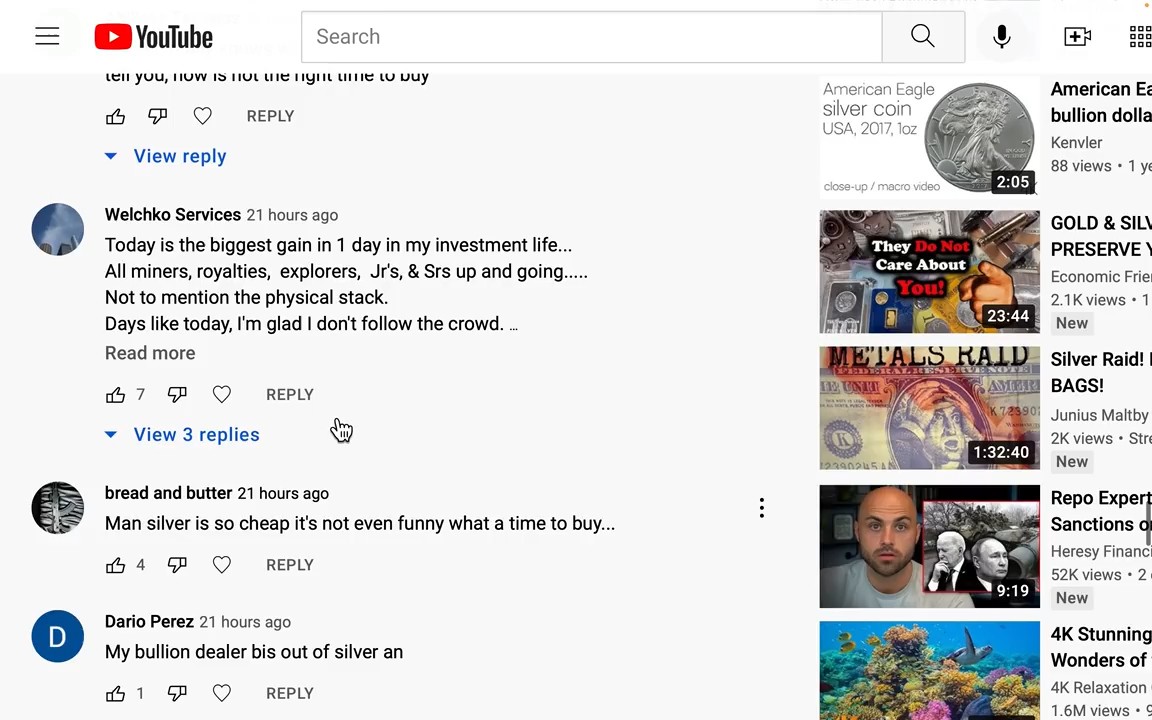 YouTube
Search
tell you, now is not the right time to buy
REPLY
View reply
Welchko Services 21 hours ago
Today is the biggest gain in 1 day in my investment life...
All miners, royalties, explorers, Jr's, & Srs up and going.....
Not to mention the physical stack.
Days like today, I'm glad I don't follow the crowd. ...
Read more
7 REPLY
View 3 replies
bread and butter 21 hours ago
Man silver is so cheap it's not even funny what a time to buy...
4 REPLY
Dario Perez 21 hours ago
My bullion dealer bis out of silver an
1 REPLY
American Eagle
silver coin
USA, 2017, 1oz
close-up / macro video
2:05
American Ea
bullion dolla
Kenvler
88 views • 1 ye
They Do Not
Care About
You!
23:44
GOLD & SILV
PRESERVE Y
Economic Frie
2.1K views • 1
New
METALS RAID
FEDERAL RESERVE NOTE
1:32:40
Silver Raid!
BAGS!
Junius Maltby
2K views • Stre
New
9:19
Repo Expert
Sanctions o
Heresy Financi
52K views • 2
New
4K Stunning
Wonders of
4K Relaxation
1.6M views • 9